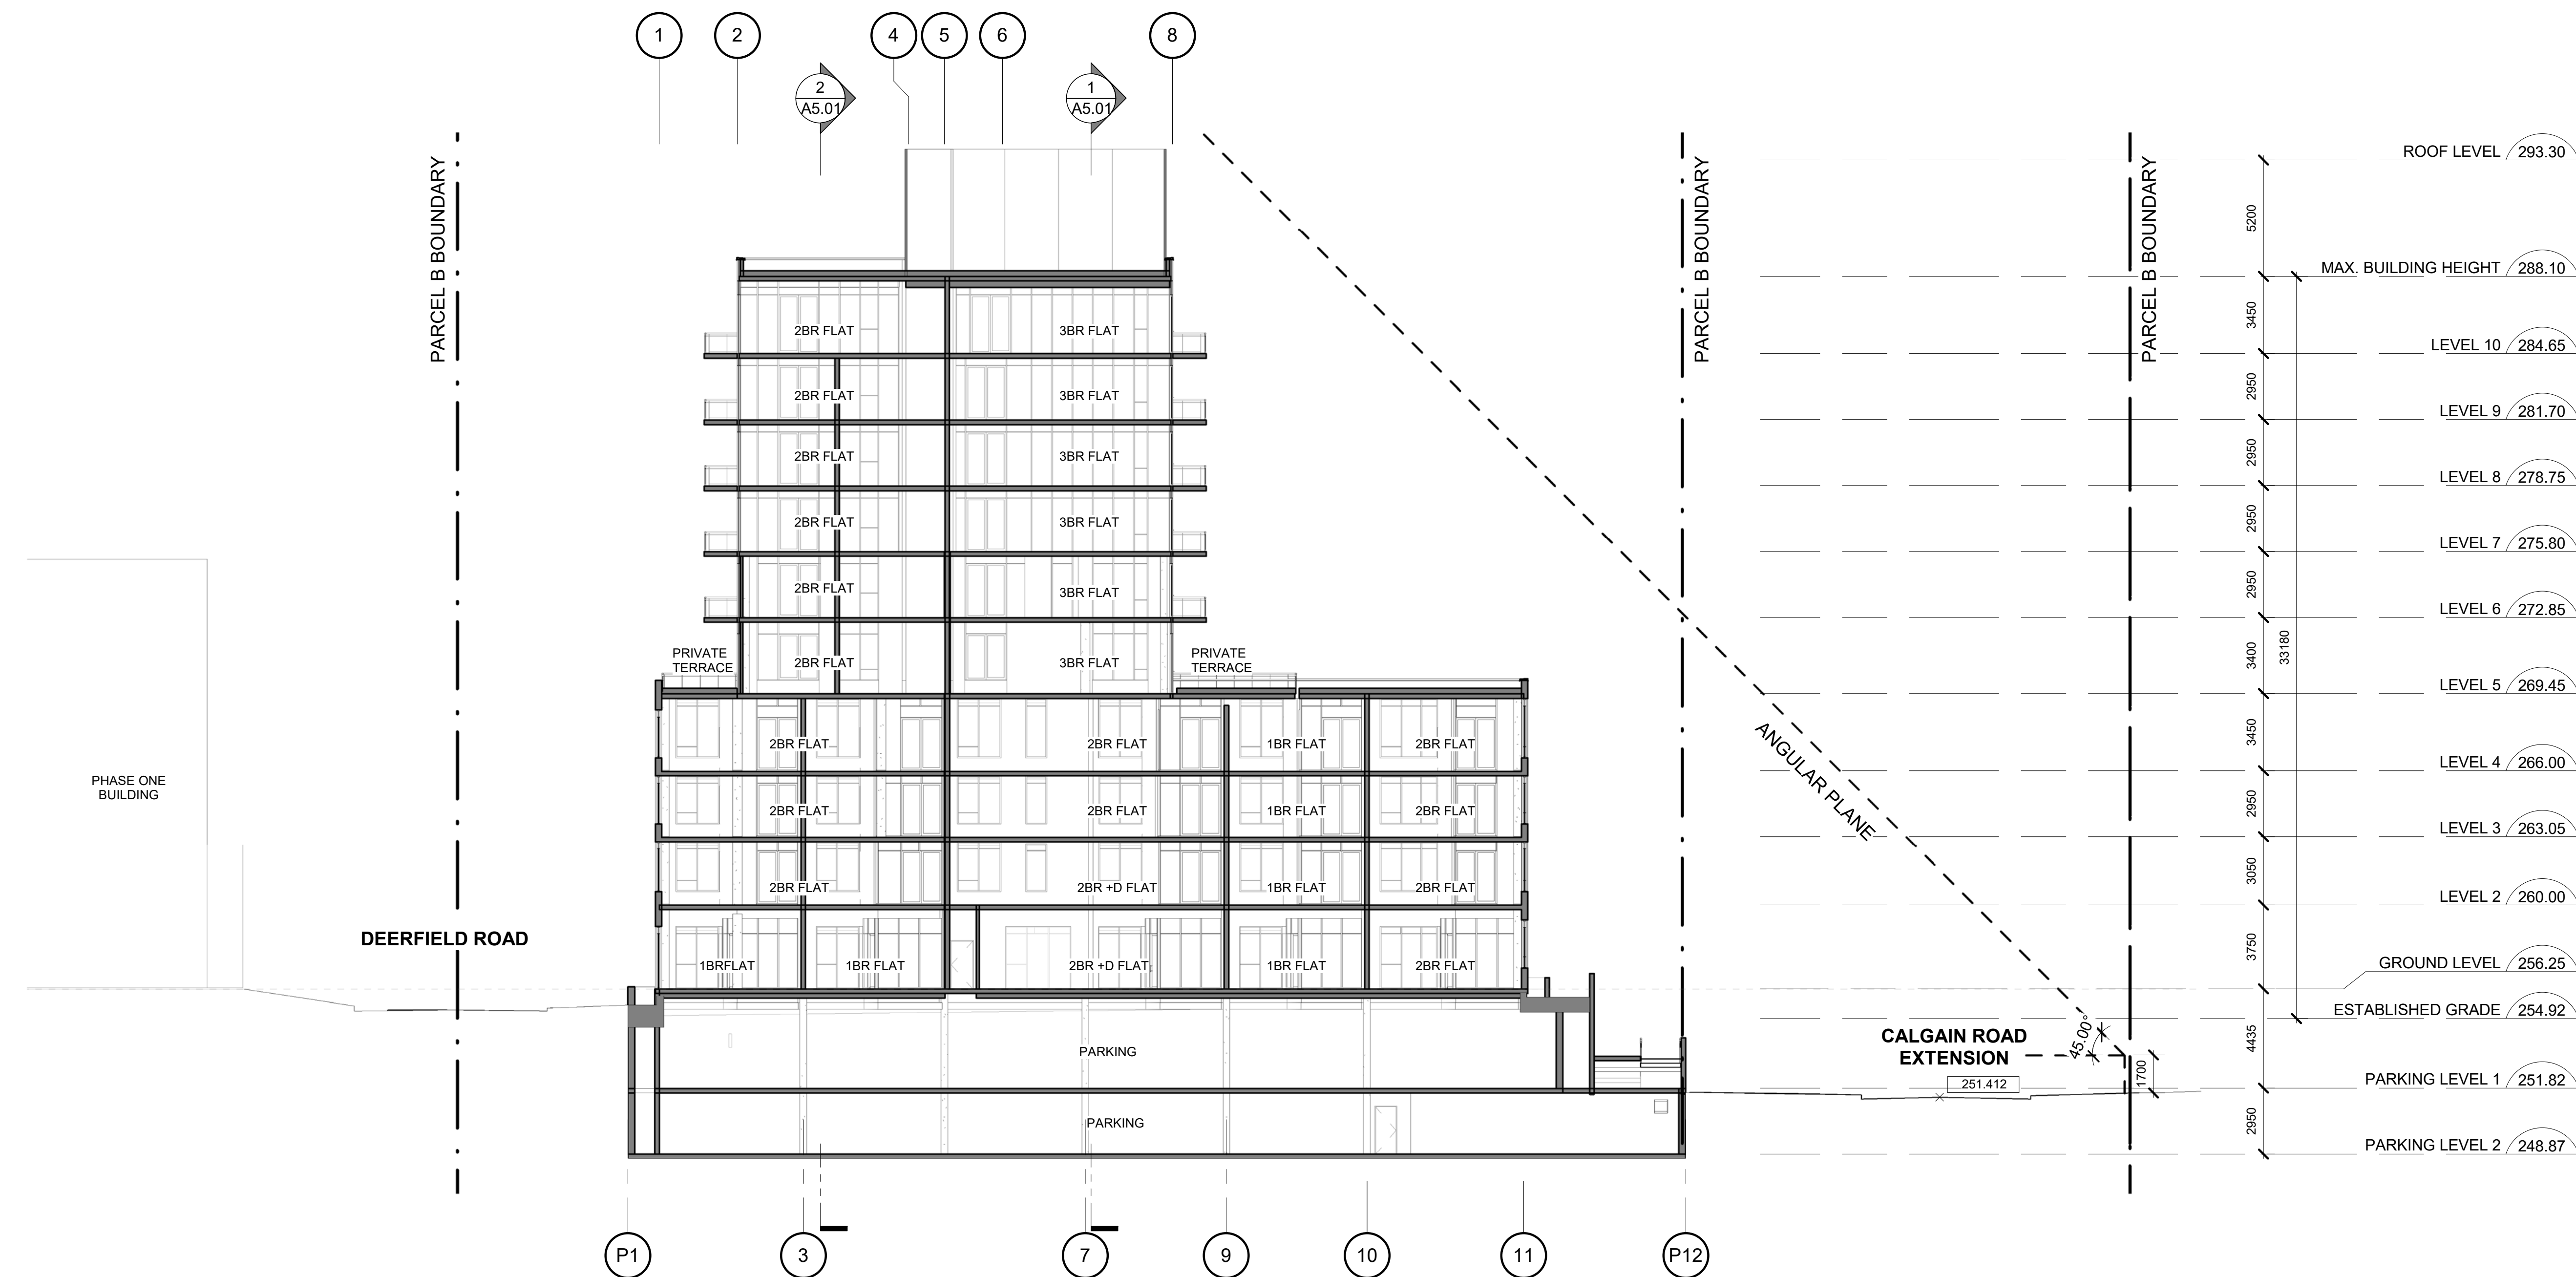 1
2
4
5
6
8
2
A5.01
1
A5.01
PARCEL B BOUNDARY
PARCEL B BOUNDARY
PARCEL B BOUNDARY
ROOF LEVEL 293.30
5200
MAX. BUILDING HEIGHT 288.10
3450
2BR FLAT
3BR FLAT
LEVEL 10 284.65
2950
2BR FLAT
3BR FLAT
LEVEL 9 281.70
2950
2BR FLAT
3BR FLAT
LEVEL 8 278.75
2950
2BR FLAT
3BR FLAT
LEVEL 7 275.80
2950
2BR FLAT
3BR FLAT
LEVEL 6 272.85
3400
33180
PRIVATE
TERRACE
2BR FLAT
3BR FLAT
PRIVATE
TERRACE
LEVEL 5 269.45
3450
2BR FLAT
2BR FLAT
1BR FLAT
2BR FLAT
ANGULAR PLANE
LEVEL 4 266.00
PHASE ONE
BUILDING
2950
2BR FLAT
2BR FLAT
1BR FLAT
2BR FLAT
LEVEL 3 263.05
3050
2BR FLAT
2BR +D FLAT
1BR FLAT
2BR FLAT
LEVEL 2 260.00
DEERFIELD ROAD
3750
1BRFLAT
1BR FLAT
2BR +D FLAT
1BR FLAT
2BR FLAT
GROUND LEVEL 256.25
ESTABLISHED GRADE 254.92
CALGAIN ROAD
EXTENSION
45.00°
4435
PARKING
1700
251.412
PARKING LEVEL 1 251.82
PARKING
2950
PARKING LEVEL 2 248.87
P1
3
7
9
10
11
P12